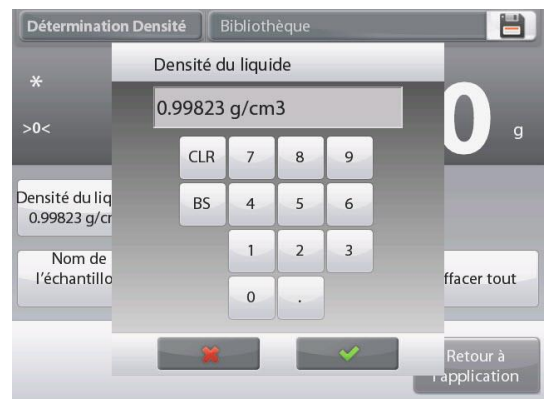 Détermination Densité
Bibliothèque
Densité du liquide
*
>0<
0.99823 g/cm3
0
g
CLR
7
8
9
BS
4
5
6
1
2
3
0
.
Densité du liq
0.99823 g/cr
Nom de
l'échantillo
ffacer tout
Retour à
l'application